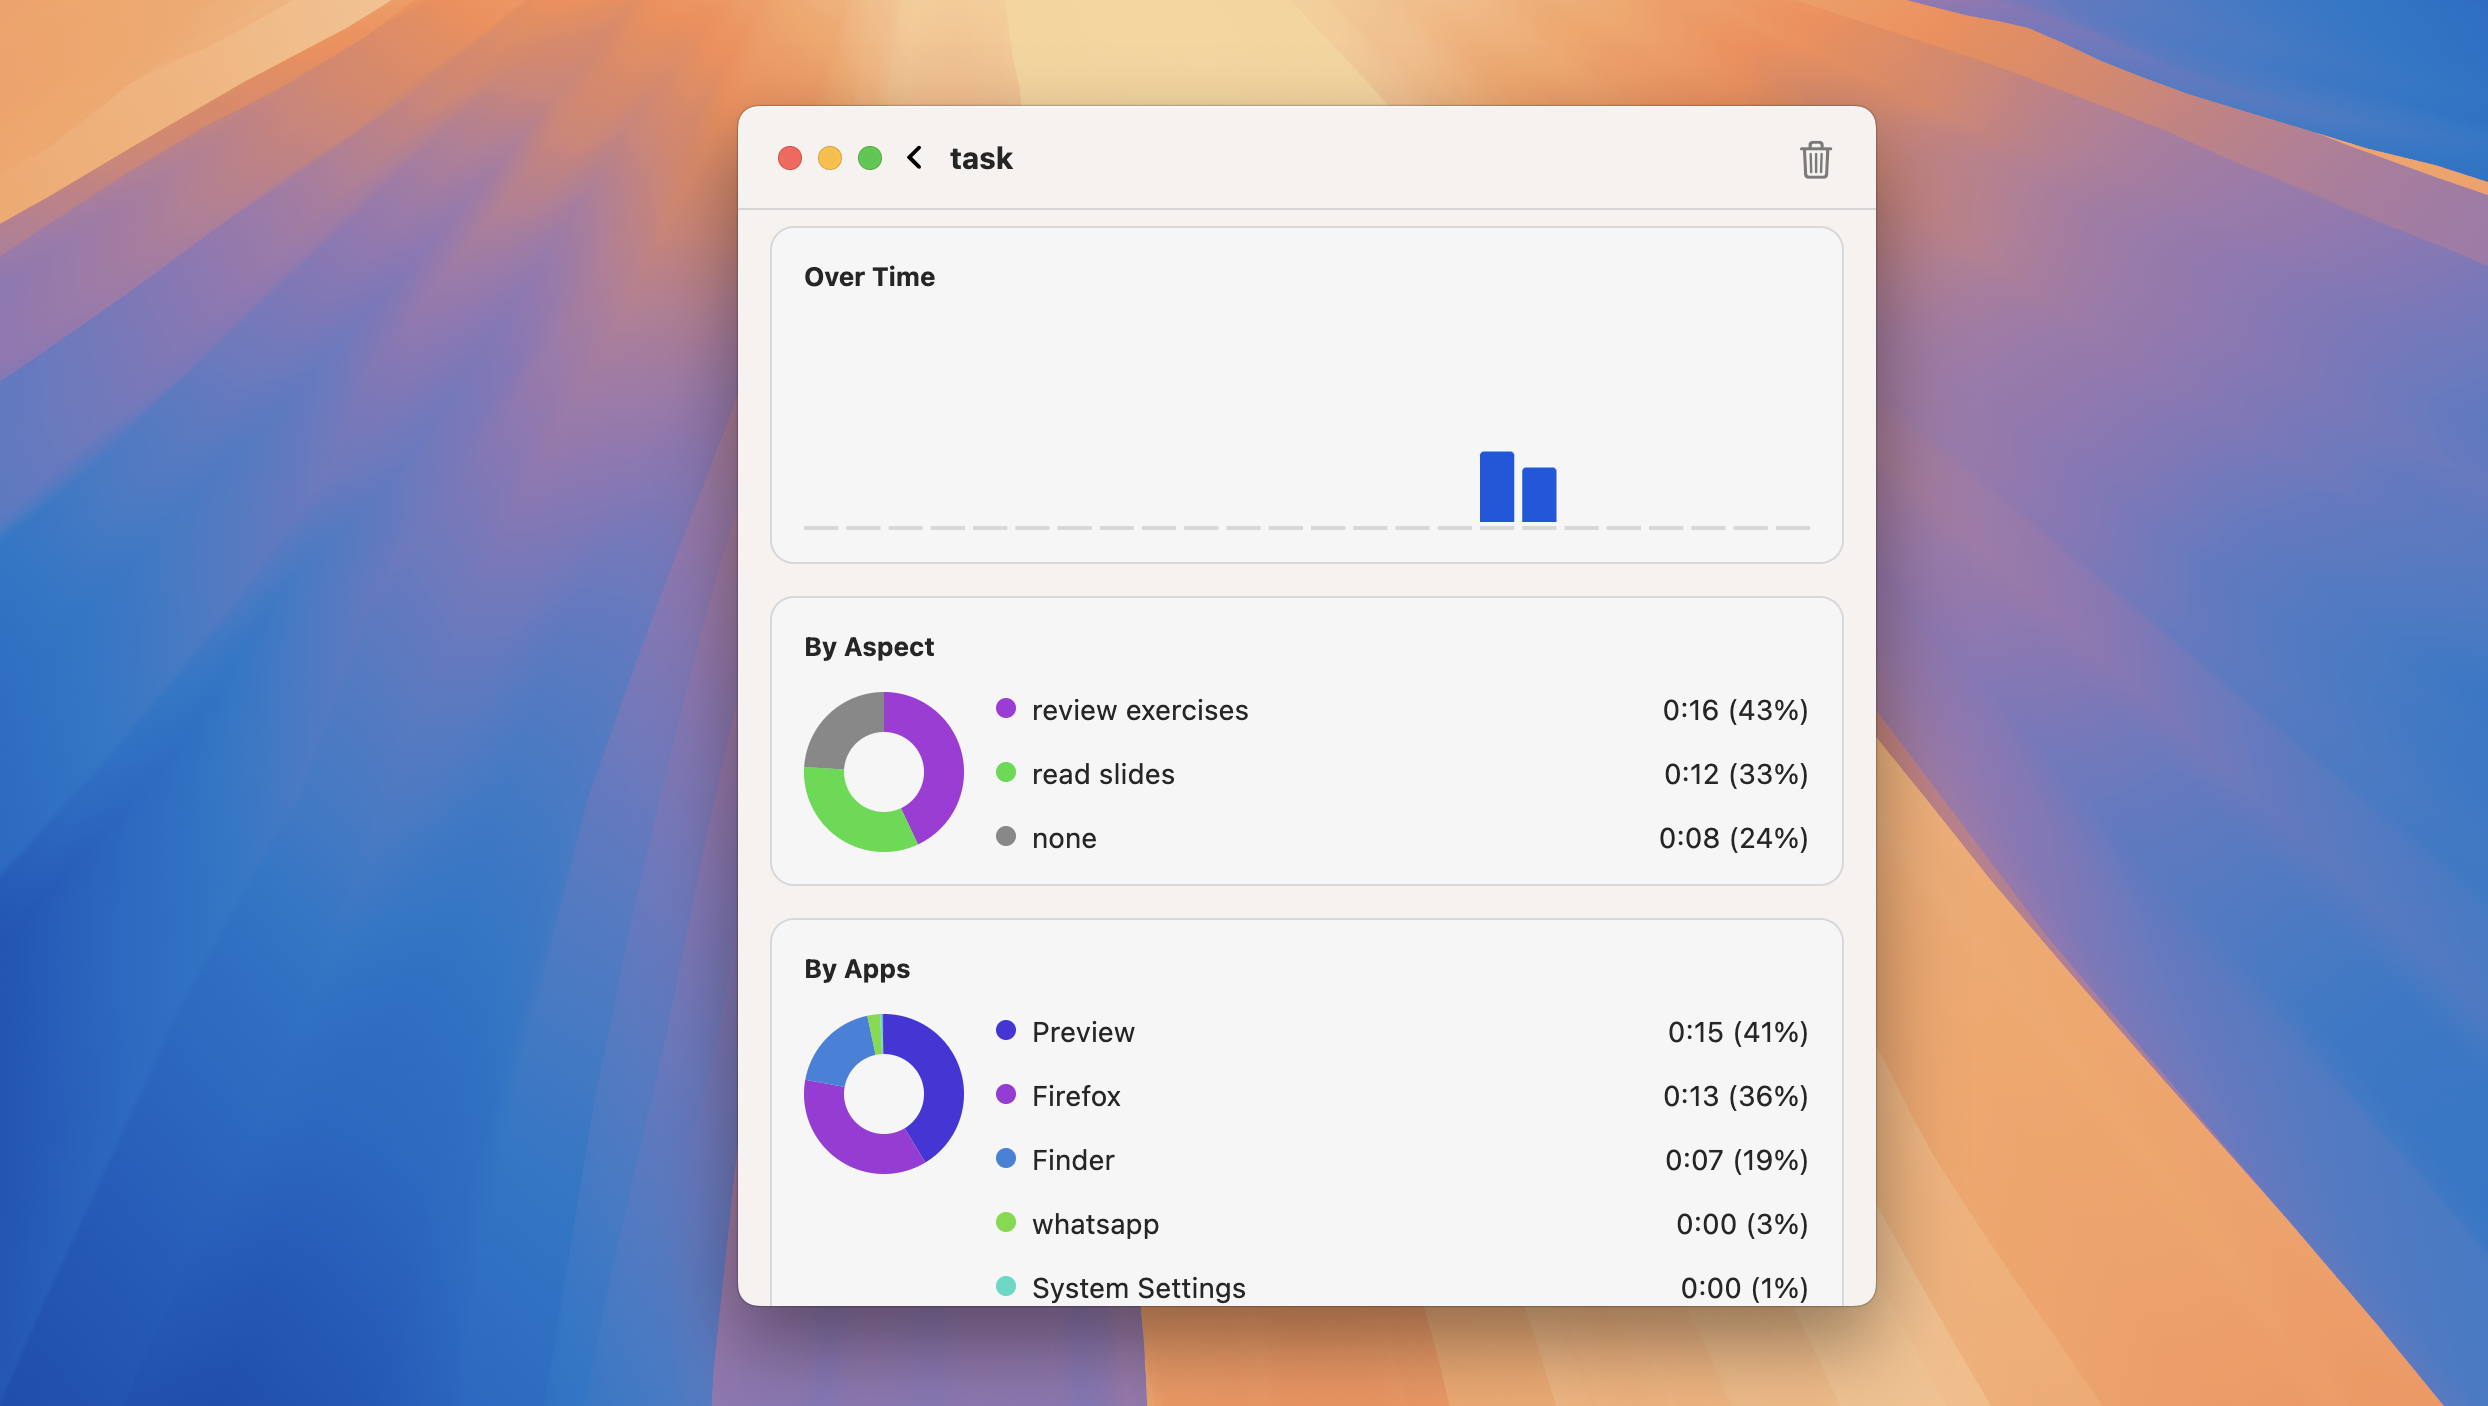 task
Over Time
By Aspect
review exercises 0:16 (43%)
read slides 0:12 (33%)
none 0:08 (24%)
By Apps
Preview 0:15 (41%)
Firefox 0:13 (36%)
Finder 0:07 (19%)
whatsapp 0:00 (3%)
System Settings 0:00 (1%)